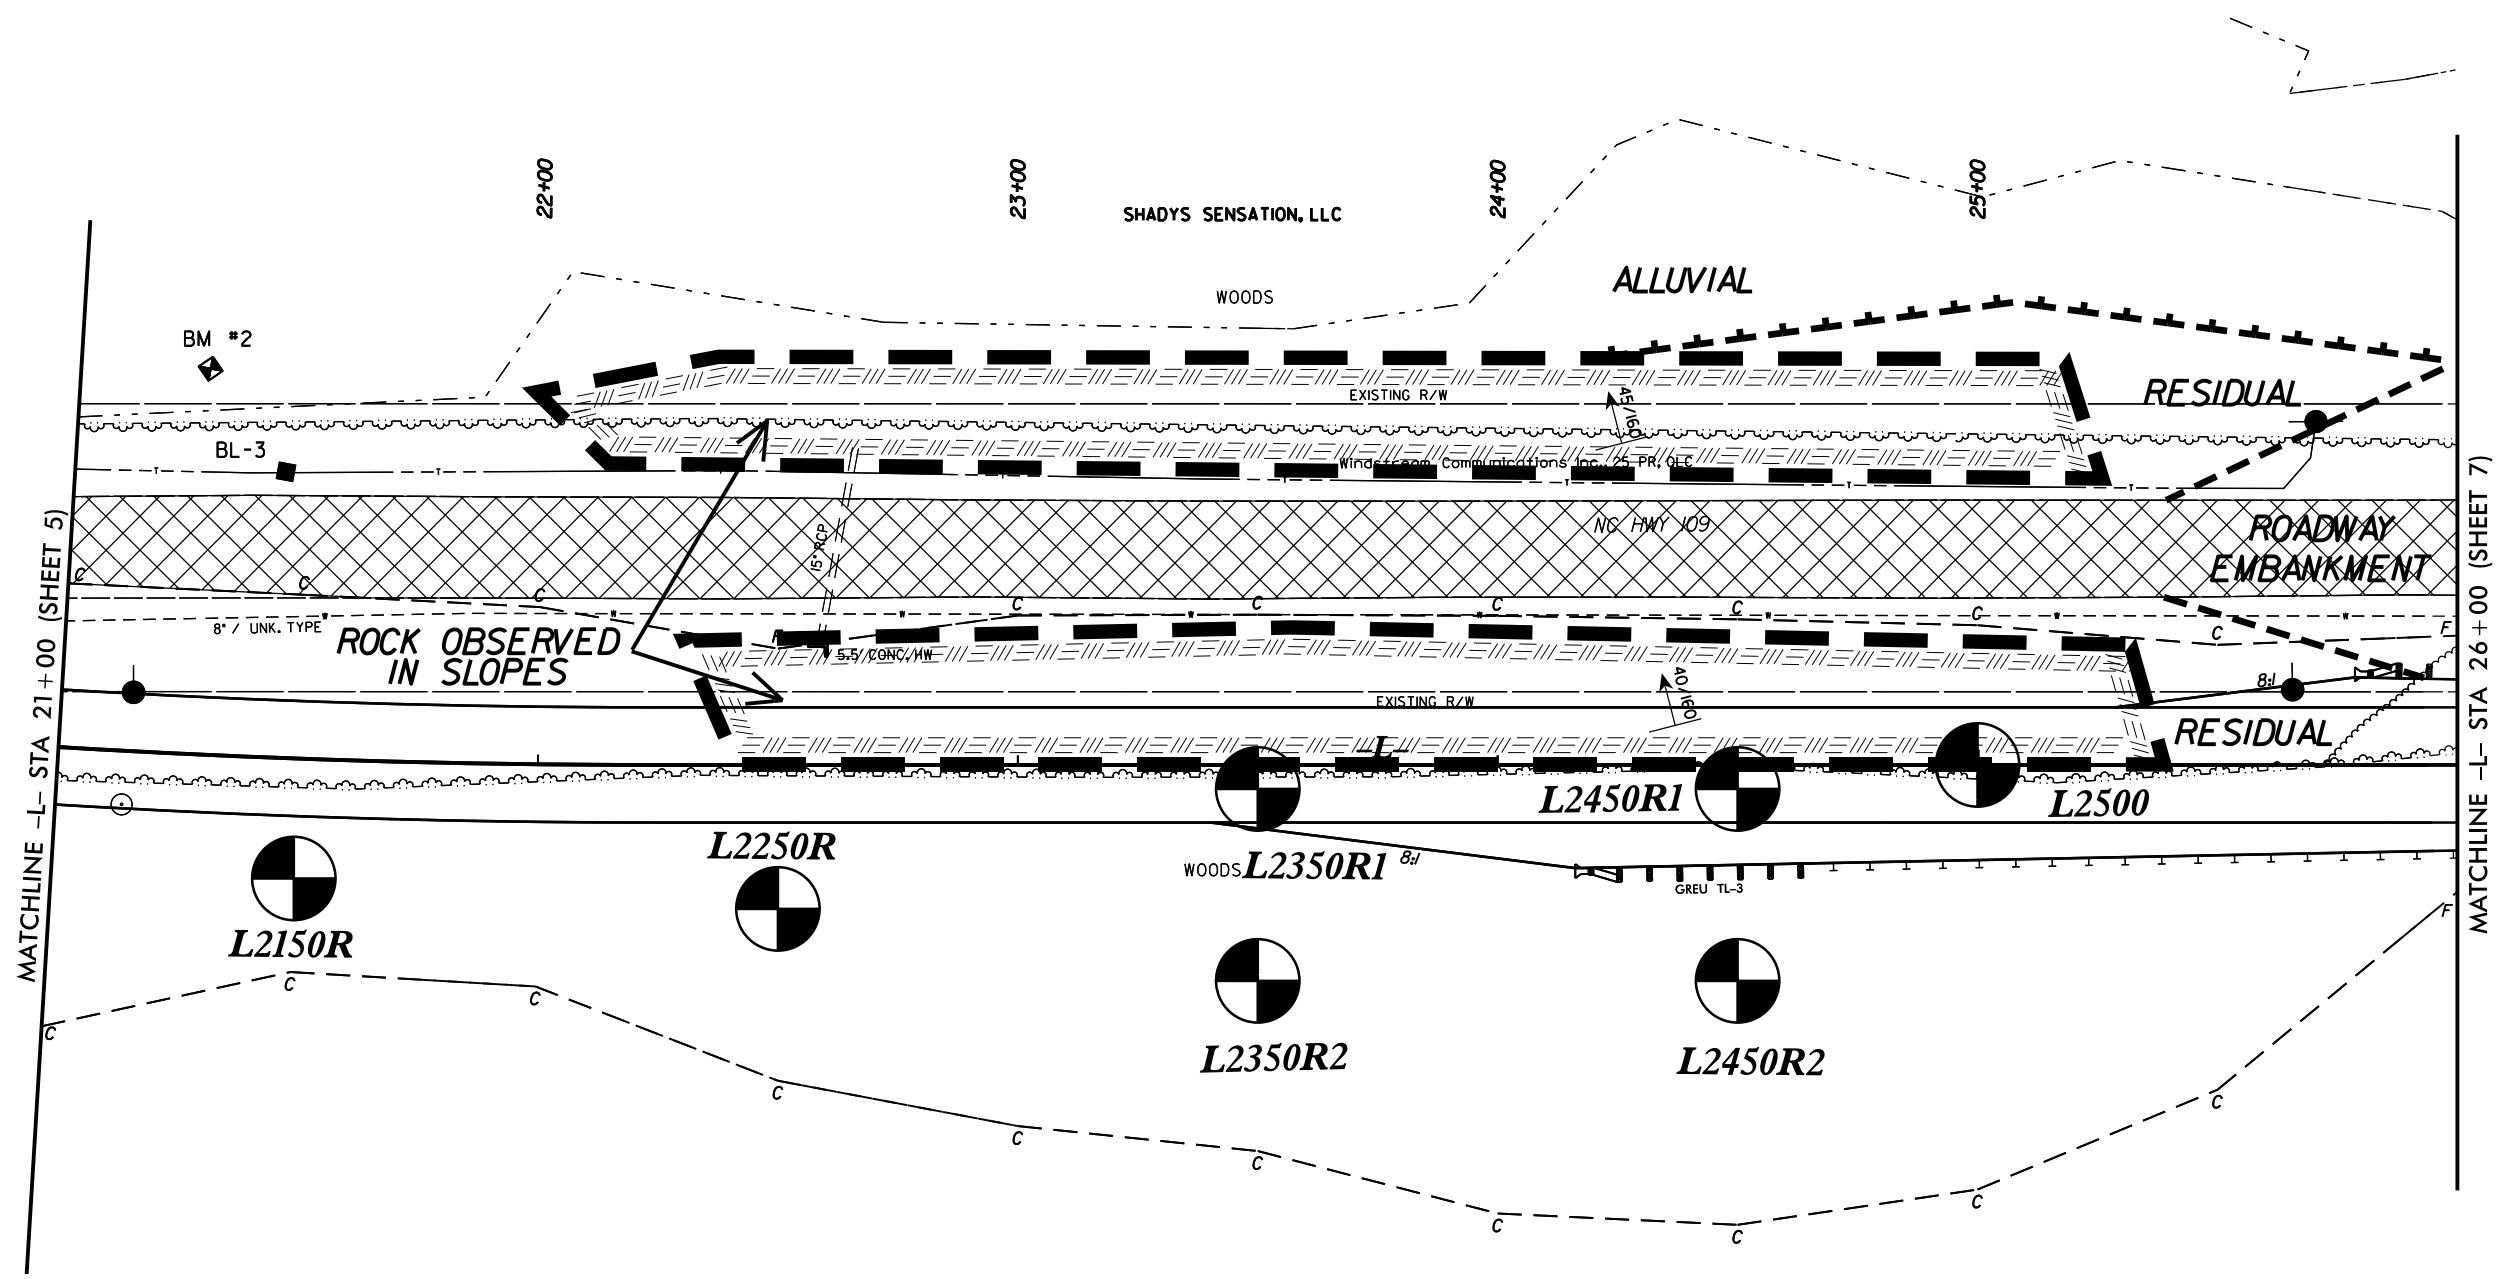 22+00
23+00
24+00
25+00
SHADYS SENSATION, LLC
WOODS
ALLUVIAL
BM #2
RESIDUAL
EXISTING R/W
45/160
BL-3
T
T
T
T
T
T
Windstream Communications Inc., 25 PR, QLC
NC HWY 109
ROADWAY
EMBANKMENT
15" RCP
C
C
C
C
C
C
C
C
C
F
W
W
W
W
W
W
W
W
8" / UNK. TYPE
ROCK OBSERVED
IN SLOPES
F
5.5' CONC. HW
40/160
8:1
EXISTING R/W
RESIDUAL
-L-
L2450R1
L2500
L2250R
WOODS
L2350R1
8:1
GREU TL-3
F
L2150R
L2350R2
L2450R2
C
C
C
C
C
C
C
C
C
C
MATCHLINE -L- STA 21+00 (SHEET 5)
MATCHLINE -L- STA 26+00 (SHEET 7)